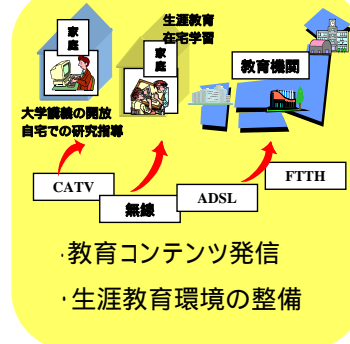 家庭
生涯教育
在宅学習
家庭
教育機関
大学講義の開放
自宅での研究指導
CATV
無線
ADSL
FTTH
・教育コンテンツ発信
・生涯教育環境の整備